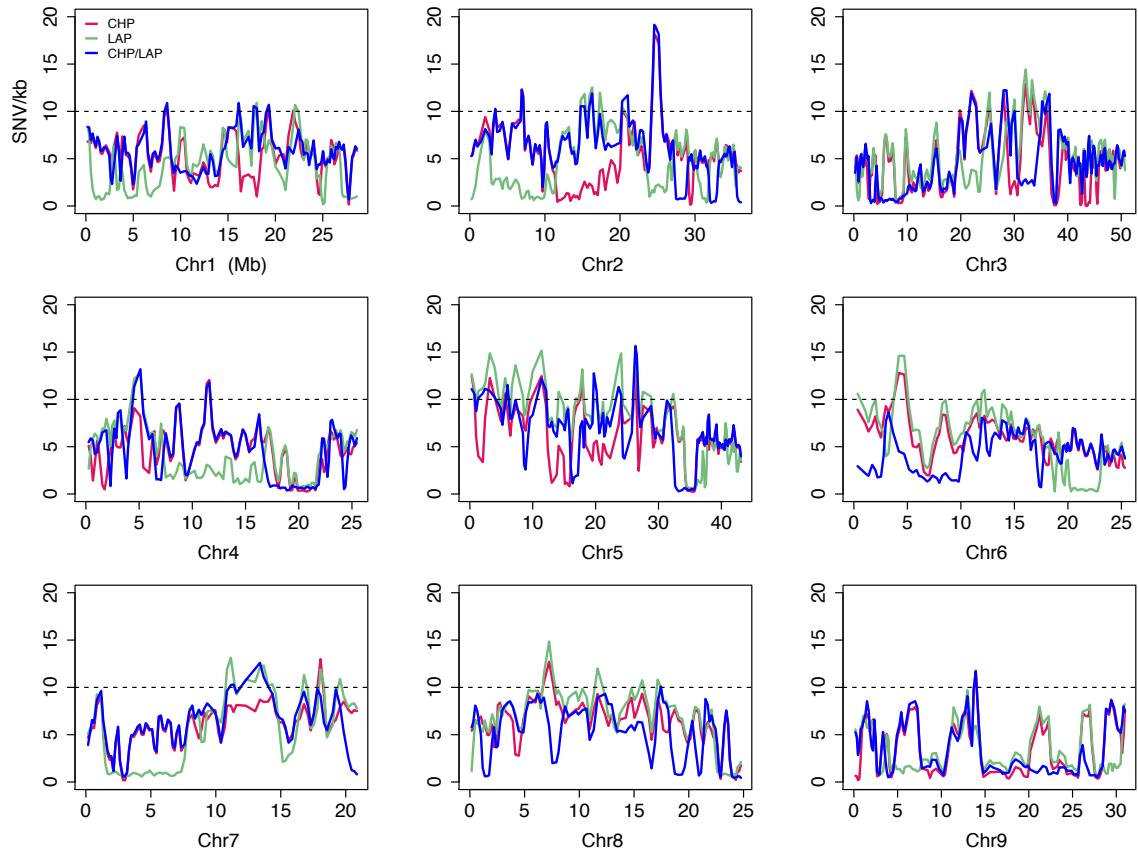 CHP
LAP
CHP/LAP
SNV/kb
0 5 10 15 20
0 5 10 15 20 25
Chr1 (Mb)
0 5 10 15 20
0 10 20 30
Chr2
0 5 10 15 20
0 10 20 30 40 50
Chr3
0 5 10 15 20
0 5 10 15 20 25
Chr4
0 5 10 15 20
0 10 20 30 40
Chr5
0 5 10 15 20
0 5 10 15 20 25
Chr6
0 5 10 15 20
0 5 10 15 20
Chr7
0 5 10 15 20
0 5 10 15 20 25
Chr8
0 5 10 15 20
0 5 10 15 20 25 30
Chr9